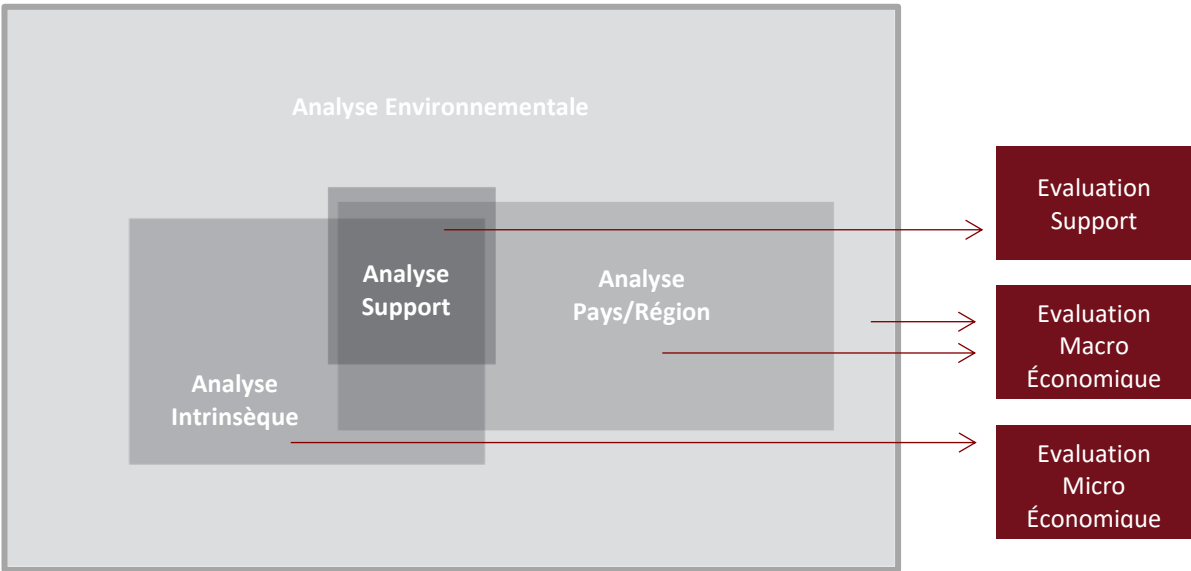 Analyse Environnementale
Analyse
Support
Analyse
Pays/Région
Analyse
Intrinsèque
Evaluation
Support
Evaluation
Macro
Économique
Evaluation
Micro
Économique